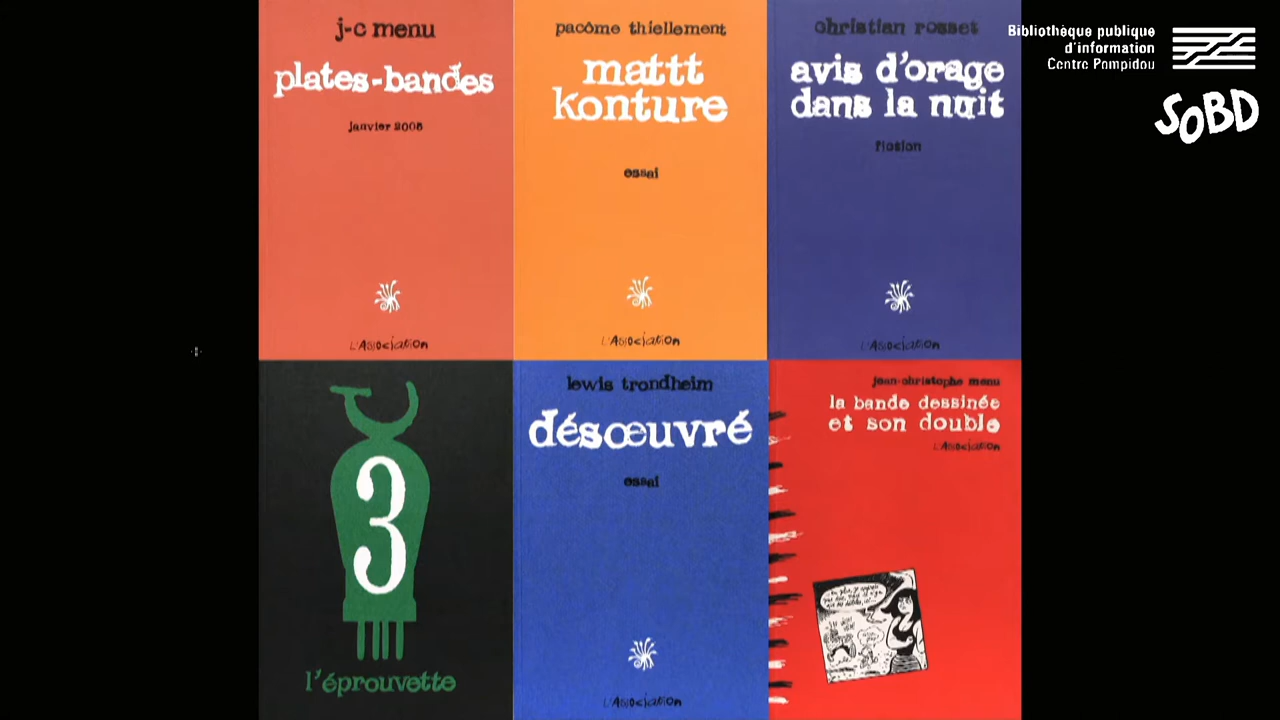 j-c menu
plates-bandes
janvier 2005
L'Association
pacôme thiellement
mattt
konture
essai
L'Association
christian rosset
avis d'orage
dans la nuit
fiction
L'Association
Bibliothèque publique
d'information
Centre Pompidou
SOBD
3
l'éprouvette
lewis trondheim
désœuvré
essai
L'Association
jean-christophe menu
la bande dessinée
et son double
L'Association